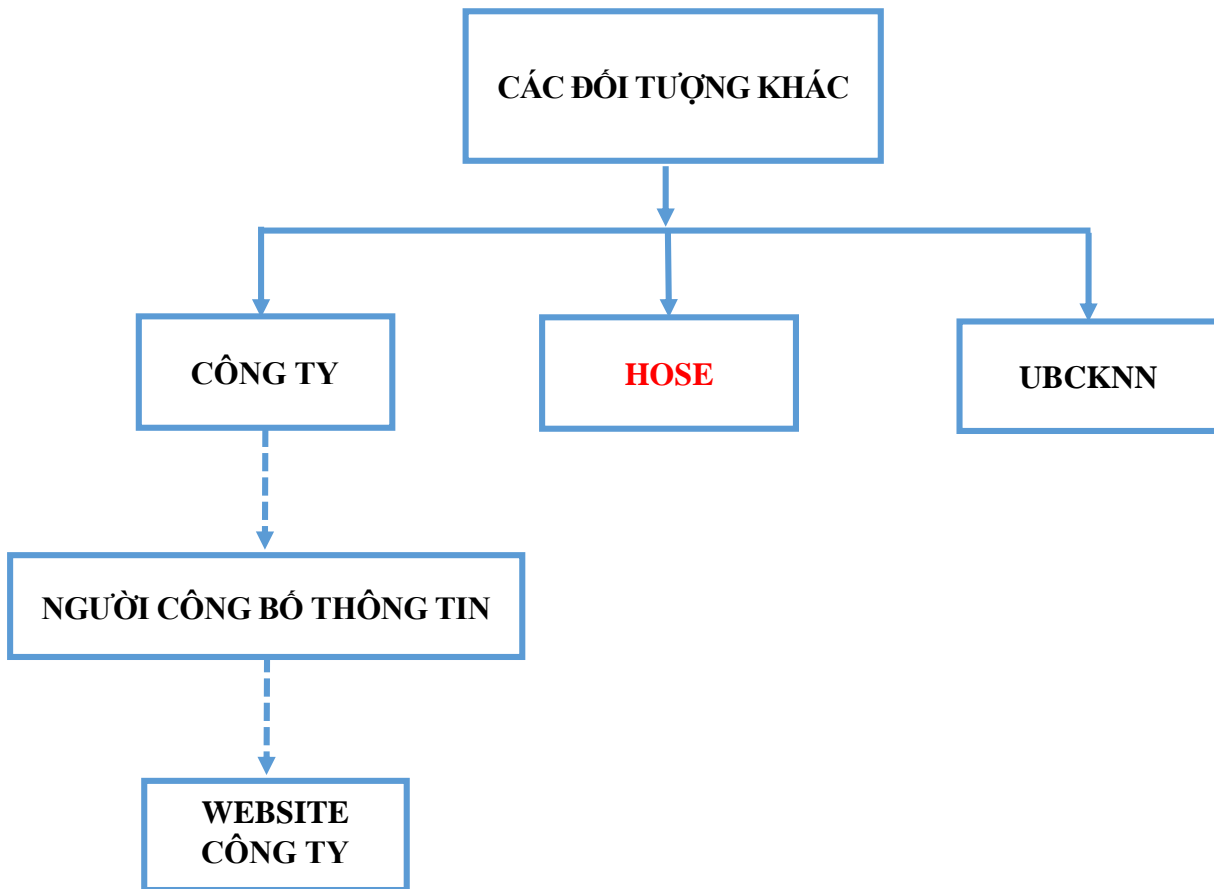 CÁC ĐỐI TƯỢNG KHÁC
CÔNG TY
HOSE
UBCKNN
NGƯỜI CÔNG BỐ THÔNG TIN
WEBSITE
CÔNG TY